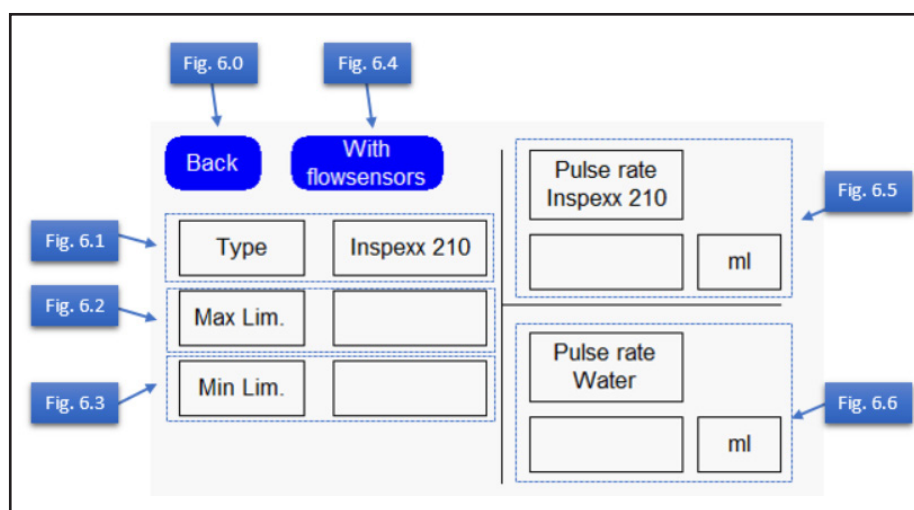 Fig. 6.0
Fig. 6.4
Back
With
flowsensors
Pulse rate
Inspexx 210
Fig. 6.5
Fig. 6.1
Type
Inspexx 210
ml
Fig. 6.2
Max Lim.
Pulse rate
Water
Fig. 6.3
Min Lim.
Fig. 6.6
ml